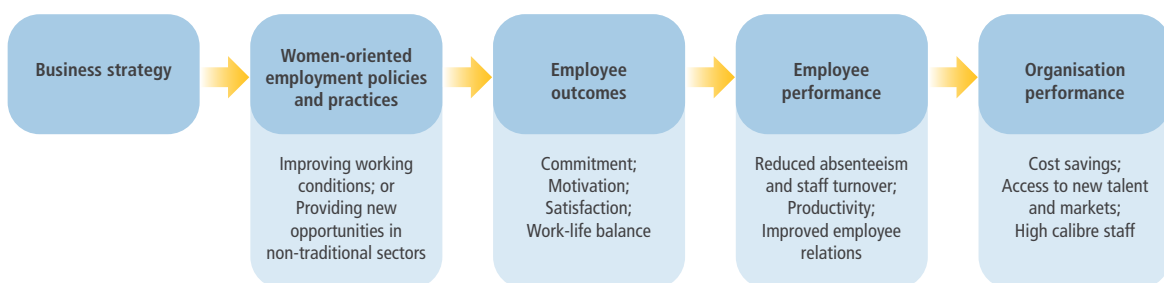 Business strategy
Women-oriented
employment policies
and practices
Improving working
conditions; or
Providing new
opportunities in
non-traditional sectors
Employee
outcomes
Commitment;
Motivation;
Satisfaction;
Work-life balance
Employee
performance
Reduced absenteeism
and staff turnover;
Productivity;
Improved employee
relations
Organisation
performance
Cost savings;
Access to new talent
and markets;
High calibre staff